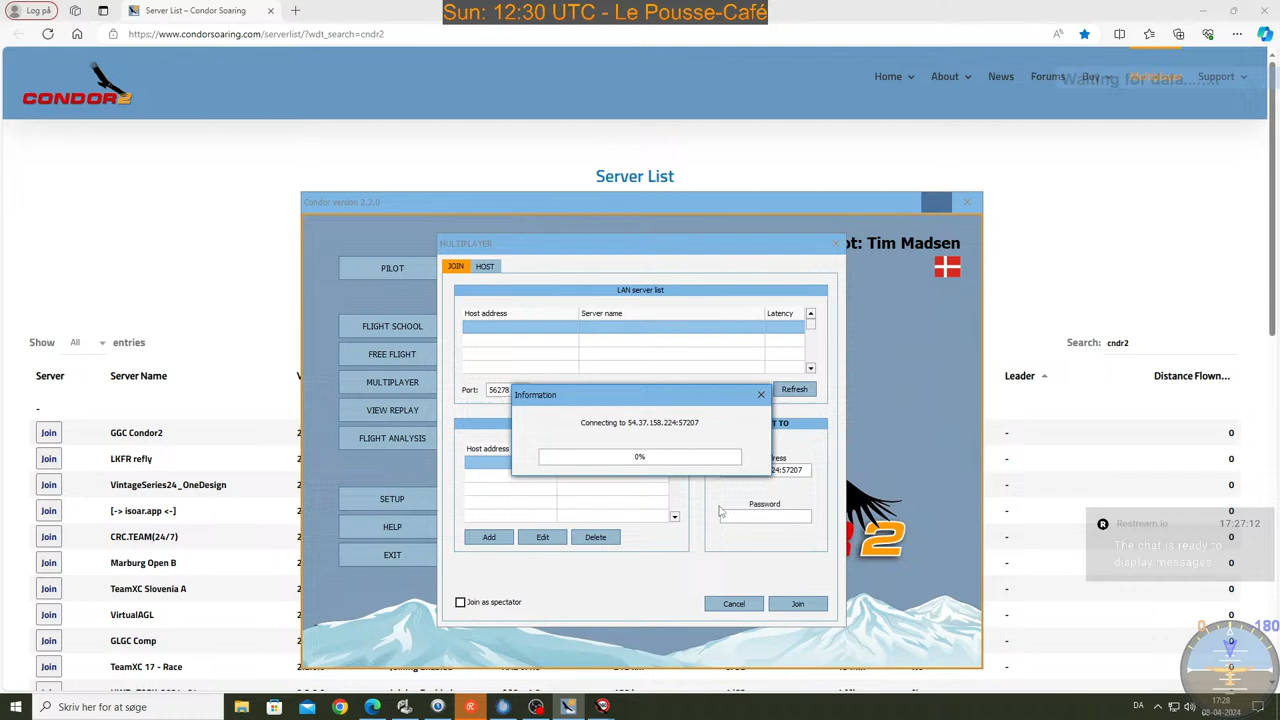 Log på
Server List – Condor Soaring
Sun: 12:30 UTC - Le Pousse-Café
https://www.condorsoaring.com/serverlist/?wdt_search=cndr2
CONDOR2
Home
About
News
Forums
Buy
Support
Waiting for data.......
Server List
Condor version 2.2.0
Tim Madsen
PILOT
FLIGHT SCHOOL
FREE FLIGHT
MULTIPLAYER
VIEW REPLAY
FLIGHT ANALYSIS
SETUP
HELP
EXIT
MULTIPLAYER
JOIN HOST
LAN server list
Host address Server name Latency
Port: 56278
Refresh
Information
Connecting to 54.37.158.224:57207
0%
Host address
TO
24:57207
Password
Add Edit Delete
Join as spectator
Cancel Join
Show All entries
Search: cndr2
Server Server Name Leader Distance Flown...
-
Join GGC Condor2 - 0
Join LKFR refly - 0
Join VintageSeries24_OneDesign - 0
Join [-> isoar.app <-] - 0
Join CRC.TEAM(24/7) 0
Join Marburg Open B 0
Join TeamXC Slovenia A - 0
Join VirtualAGL - 0
Join GLGC Comp - 0
Join TeamXC 17 - Race -
Restream.io 17:27:12
The chat is ready to
display messages
0 180
Skriv her for at søge
DA
17:28
08-04-2024